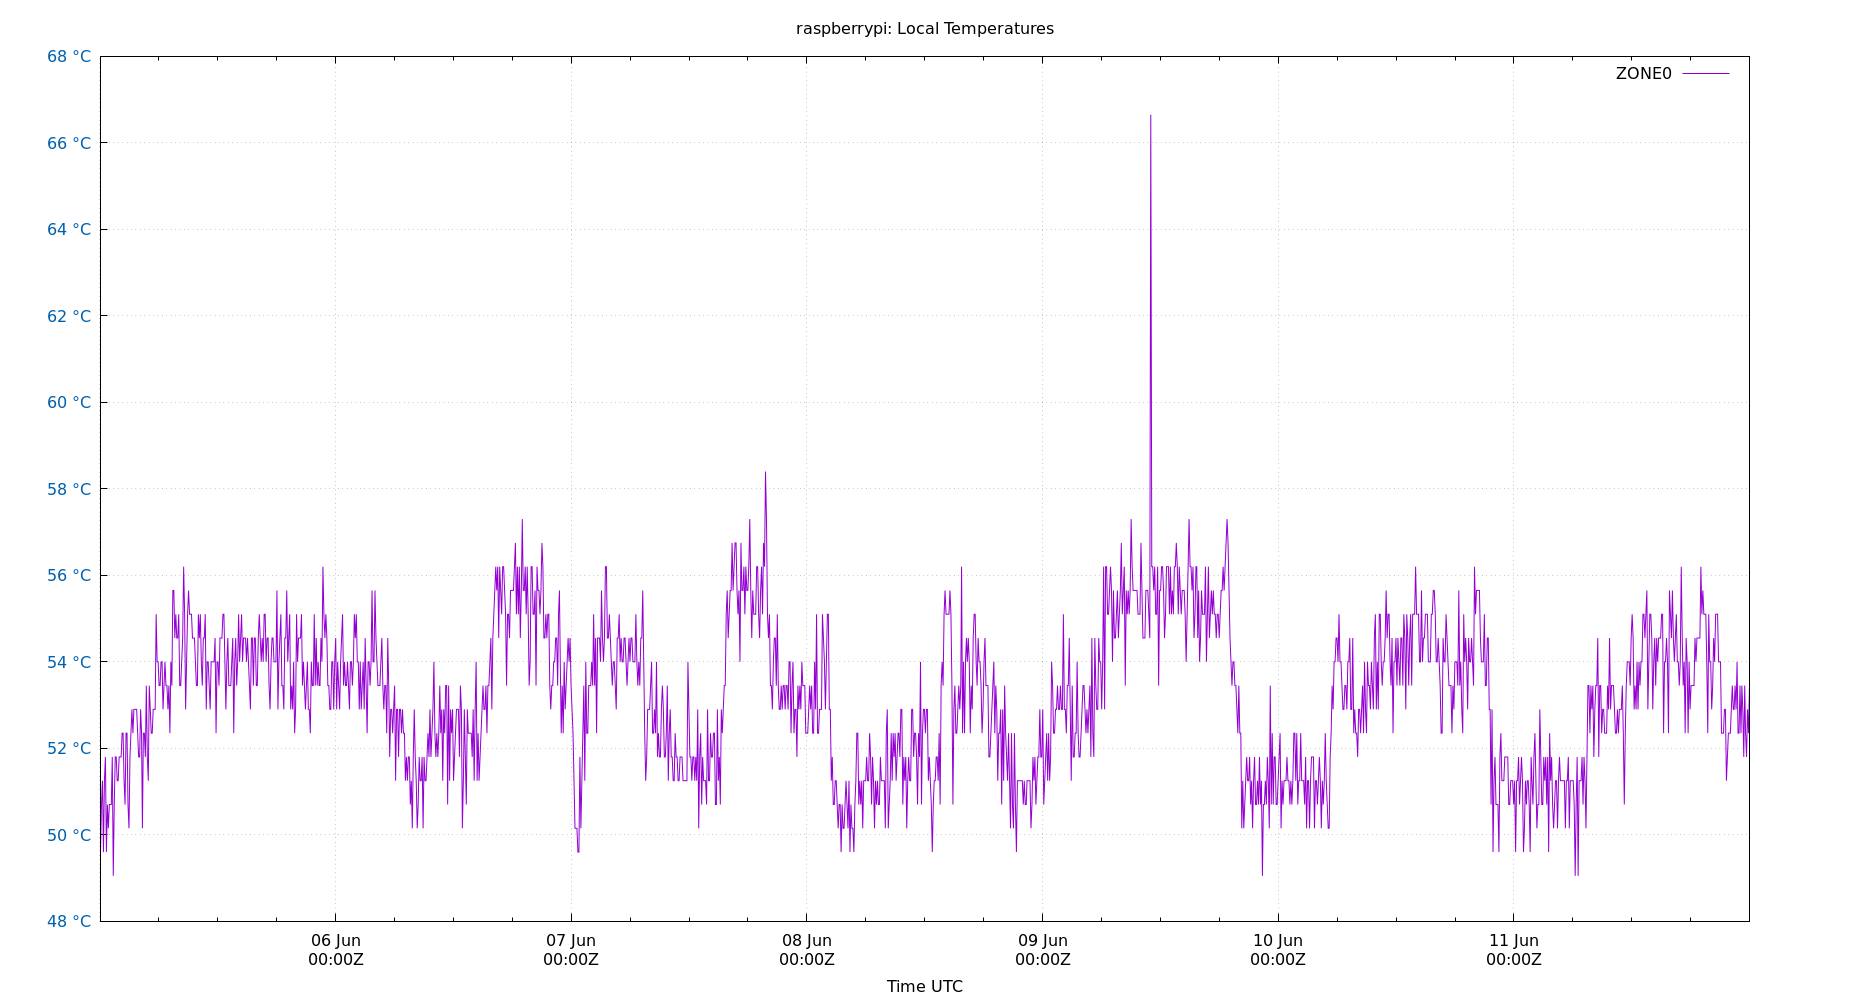 raspberrypi: Local Temperatures
68 °C
ZONE0
66 °C
64 °C
62 °C
60 °C
58 °C
56 °C
54 °C
52 °C
50 °C
48 °C
06 Jun 07 Jun 08 Jun 09 Jun 10 Jun 11 Jun
00:00Z 00:00Z 00:00Z 00:00Z 00:00Z 00:00Z
Time UTC